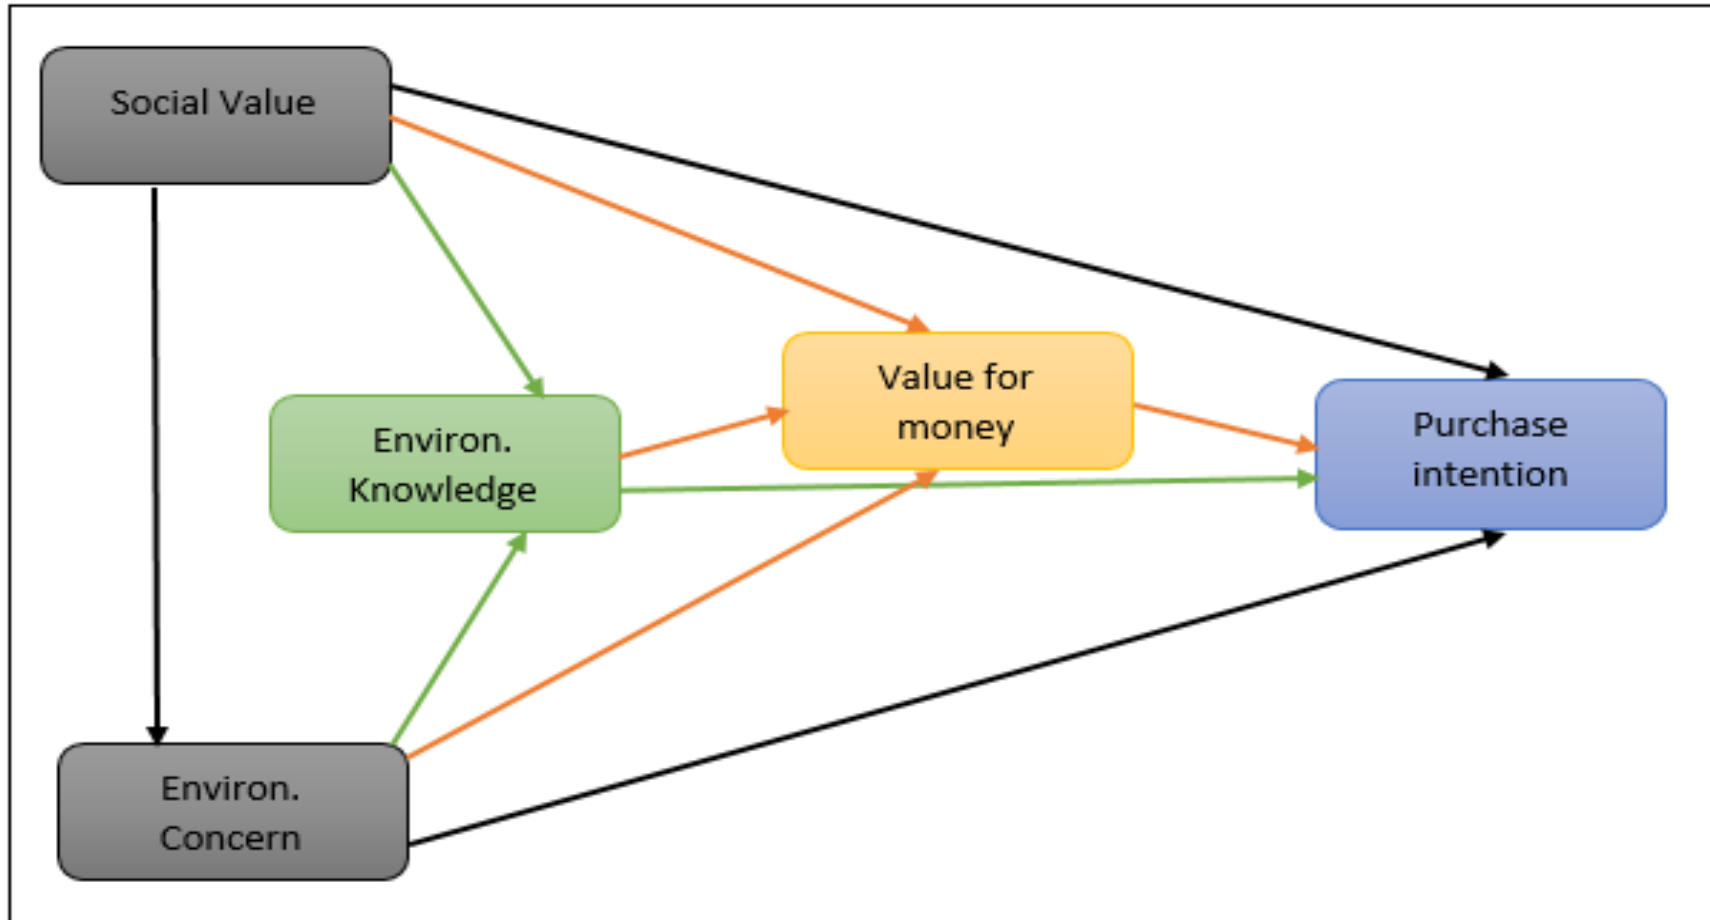 Social Value
Value for
money
Purchase
intention
Environ.
Knowledge
Environ.
Concern